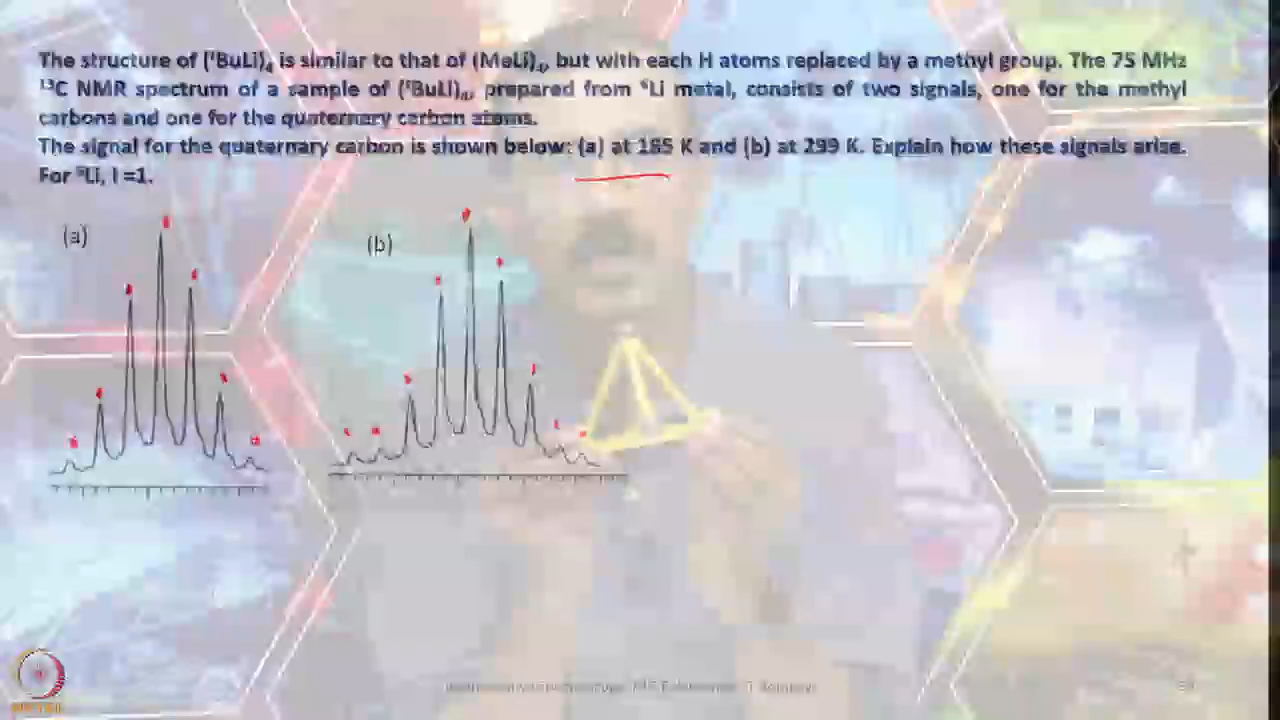 The structure of (ᵗBuLi)₄ is similar to that of (MeLi)₄, but with each H atoms replaced by a methyl group. The 75 MHz
¹³C NMR spectrum of a sample of (ᵗBuLi)₄, prepared from ⁶Li metal, consists of two signals, one for the methyl
carbons and one for the quaternary carbon atoms.
The signal for the quaternary carbon is shown below: (a) at 185 K and (b) at 299 K. Explain how these signals arise.
For ⁶Li, I =1.
(a)
(b)